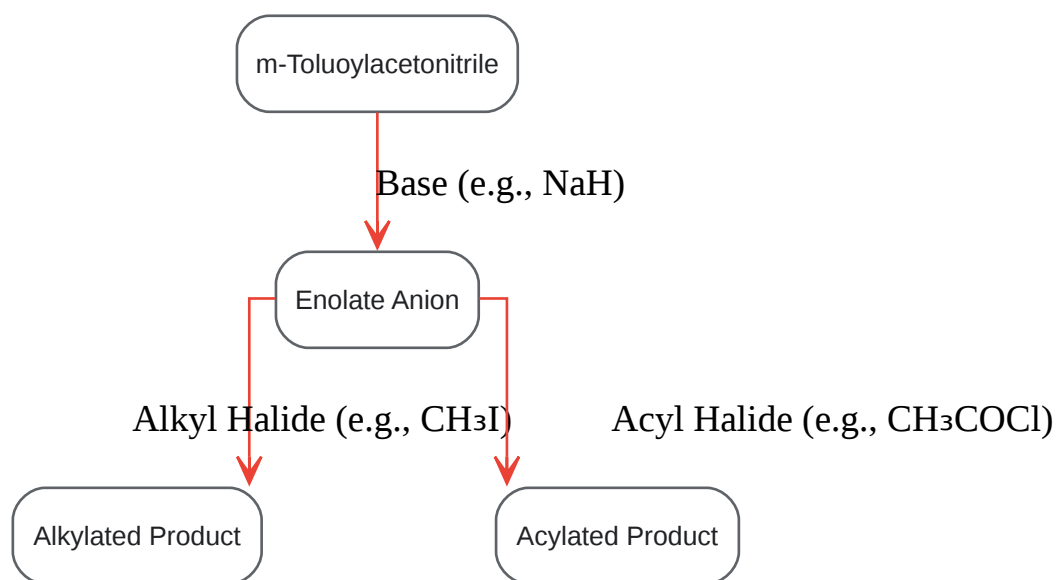 m-Toluoylacetonitrile
Base (e.g., NaH)
Enolate Anion
Alkyl Halide (e.g., CH₃I)
Acyl Halide (e.g., CH₃COCl)
Alkylated Product
Acylated Product